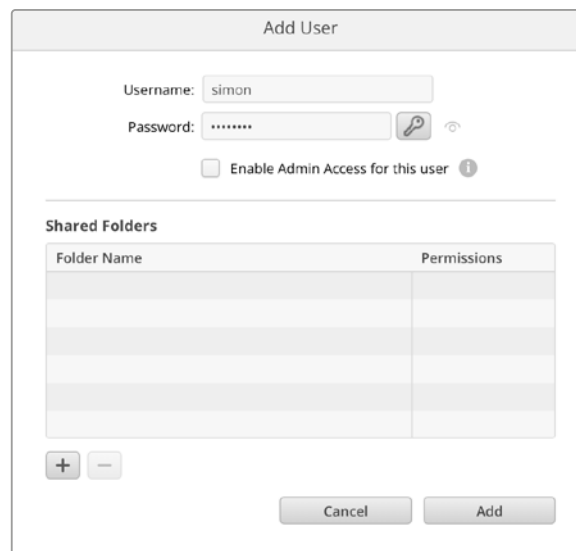 Add User
Username: simon
Password: ••••••••
Enable Admin Access for this user i
Shared Folders
Folder Name Permissions
+ −
Cancel Add